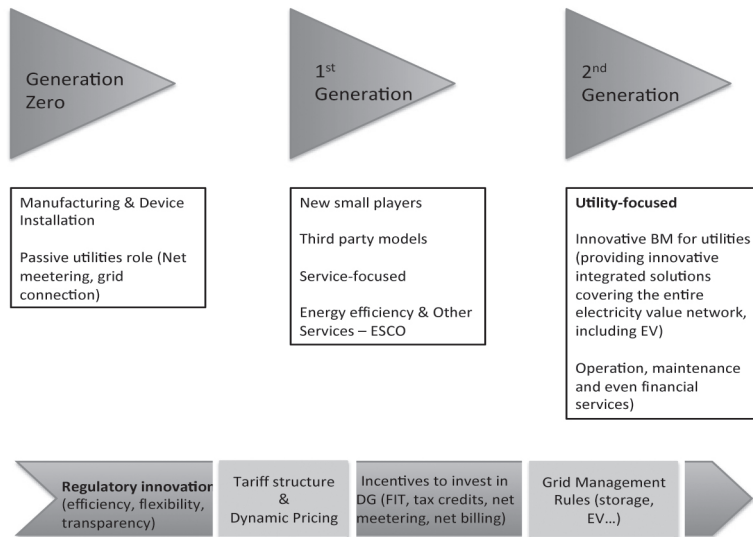 Generation
Zero
1st
Generation
2nd
Generation
Manufacturing & Device
Installation
Passive utilities role (Net
meetering, grid
connection)
New small players
Third party models
Service-focused
Energy efficiency & Other
Services – ESCO
Utility-focused
Innovative BM for utilities
(providing innovative
integrated solutions
covering the entire
electricity value network,
including EV)
Operation, maintenance
and even financial
services)
Regulatory innovation
(efficiency, flexibility,
transparency)
Tariff structure
&
Dynamic Pricing
Incentives to invest in
DG (FIT, tax credits, net
meetering, net billing)
Grid Management
Rules (storage,
EV...)